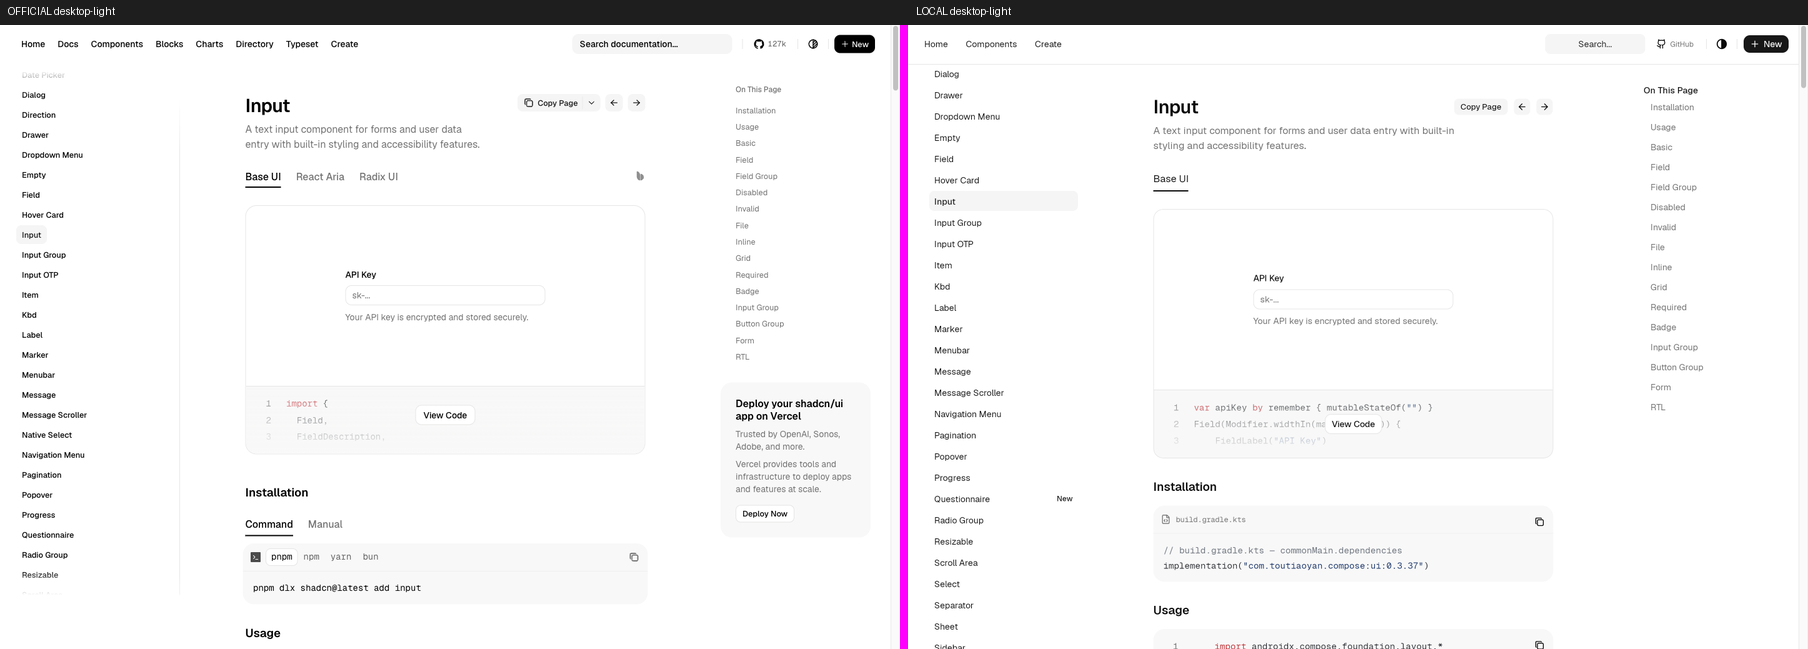 OFFICIAL desktop-light
Home Docs Components Blocks Charts Directory Typeset Create
Search documentation...
127k
+ New
Date Picker
Dialog
Direction
Drawer
Dropdown Menu
Empty
Field
Hover Card
Input
Input Group
Input OTP
Item
Kbd
Label
Marker
Menubar
Message
Message Scroller
Native Select
Navigation Menu
Pagination
Popover
Progress
Questionnaire
Radio Group
Resizable
Input
Copy Page
A text input component for forms and user data
entry with built-in styling and accessibility features.
Base UI React Aria Radix UI
API Key
sk-...
Your API key is encrypted and stored securely.
1 import {
2 Field,
3 FieldDescription,
View Code
Installation
Command Manual
pnpm npm yarn bun
pnpm dlx shadcn@latest add input
Usage
On This Page
Installation
Usage
Basic
Field
Field Group
Disabled
Invalid
File
Inline
Grid
Required
Badge
Input Group
Button Group
Form
RTL
Deploy your shadcn/ui
app on Vercel
Trusted by OpenAI, Sonos,
Adobe, and more.
Vercel provides tools and
infrastructure to deploy apps
and features at scale.
Deploy Now
LOCAL desktop-light
Home Components Create
Search...
GitHub
+ New
Dialog
Drawer
Dropdown Menu
Empty
Field
Hover Card
Input
Input Group
Input OTP
Item
Kbd
Label
Marker
Menubar
Message
Message Scroller
Navigation Menu
Pagination
Popover
Progress
Questionnaire New
Radio Group
Resizable
Scroll Area
Select
Separator
Sheet
Sidebar
Input
Copy Page
A text input component for forms and user data entry with built-in
styling and accessibility features.
Base UI
API Key
sk-...
Your API key is encrypted and stored securely.
1 var apiKey by remember { mutableStateOf("") }
2 Field(Modifier.widthIn(ma )) {
3 FieldLabel("API Key")
View Code
Installation
build.gradle.kts
// build.gradle.kts — commonMain.dependencies
implementation("com.toutiaoyan.compose:ui:0.3.37")
Usage
1 import androidx.compose.foundation.layout.*
On This Page
Installation
Usage
Basic
Field
Field Group
Disabled
Invalid
File
Inline
Grid
Required
Badge
Input Group
Button Group
Form
RTL